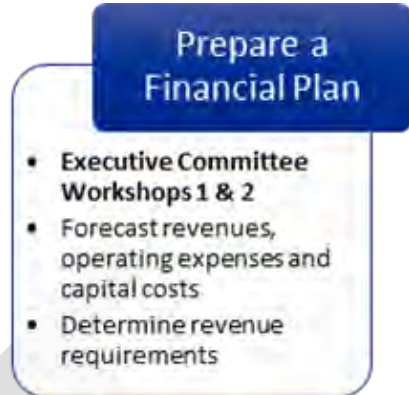 Prepare a
Financial Plan
• Executive Committee
Workshops 1 & 2
• Forecast revenues,
operating expenses and
capital costs
• Determine revenue
requirements